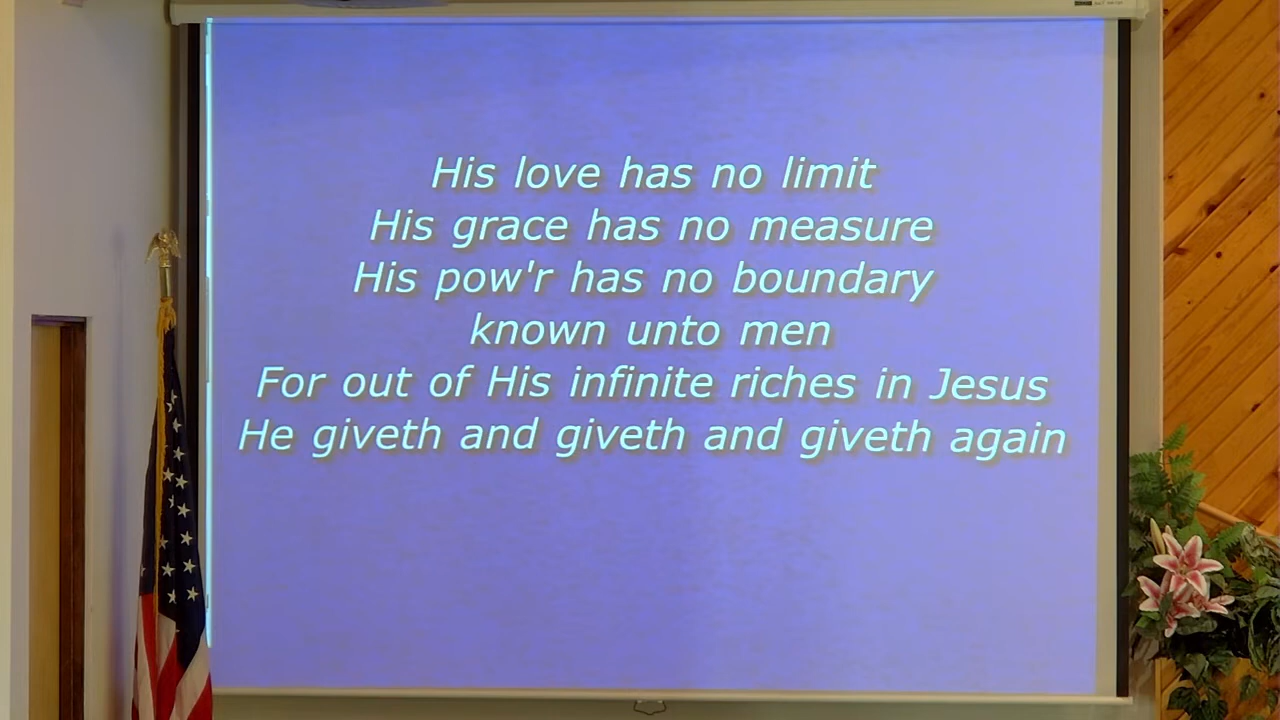 His love has no limit
His grace has no measure
His pow'r has no boundary
known unto men
For out of His infinite riches in Jesus
He giveth and giveth and giveth again